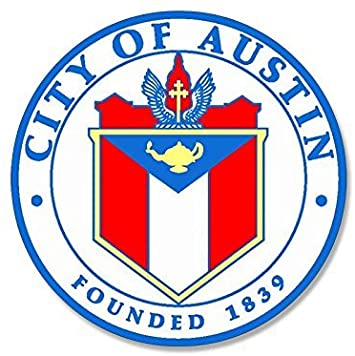 CITY OF AUSTIN
FOUNDED 1839